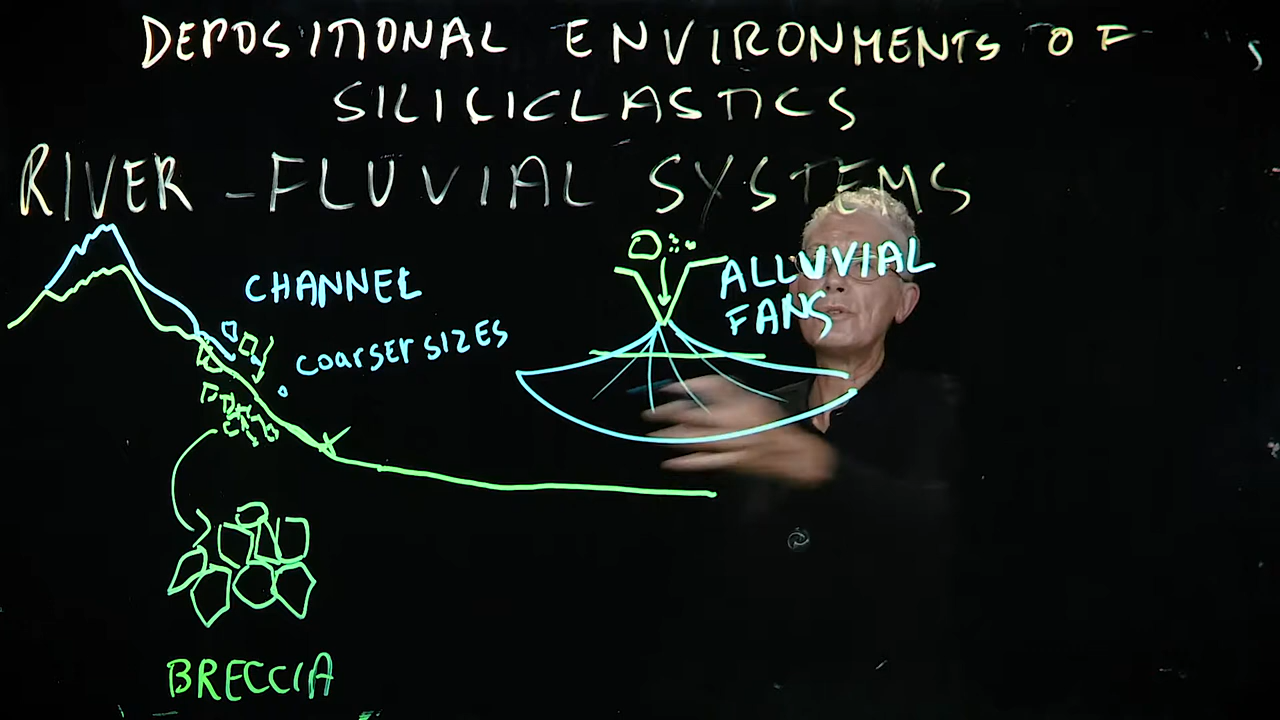 DEPOSITIONAL ENVIRONMENTS OF
SILICICLASTICS
RIVER - FLUVIAL SYSTEMS
CHANNEL
coarser sizes
ALLUVIAL
FANS
BRECCIA